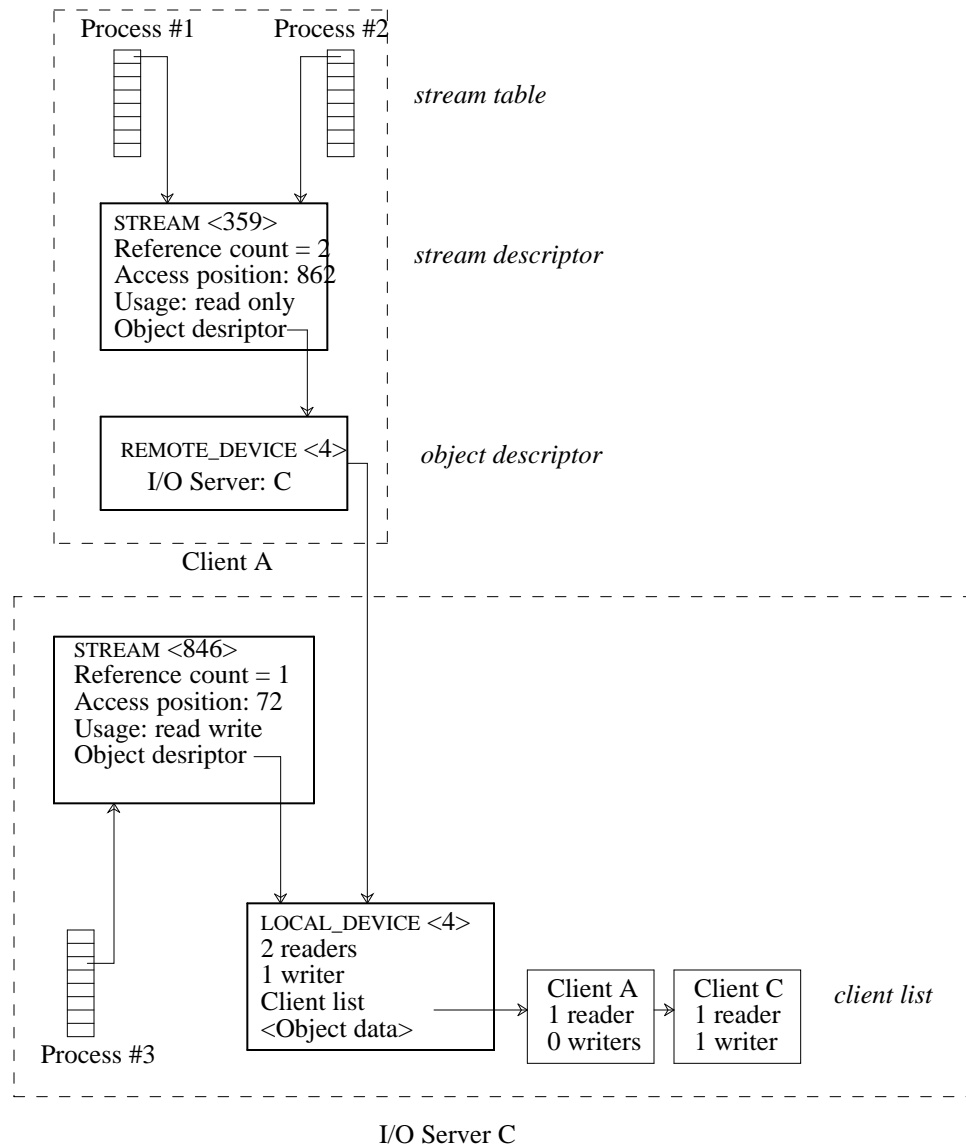 Process #1
Process #2
stream table
STREAM <359>
Reference count = 2
Access position: 862
Usage: read only
Object desriptor
stream descriptor
REMOTE_DEVICE <4>
I/O Server: C
object descriptor
Client A
STREAM <846>
Reference count = 1
Access position: 72
Usage: read write
Object desriptor
LOCAL_DEVICE <4>
2 readers
1 writer
Client list
<Object data>
Client A
1 reader
0 writers
Client C
1 reader
1 writer
client list
Process #3
I/O Server C